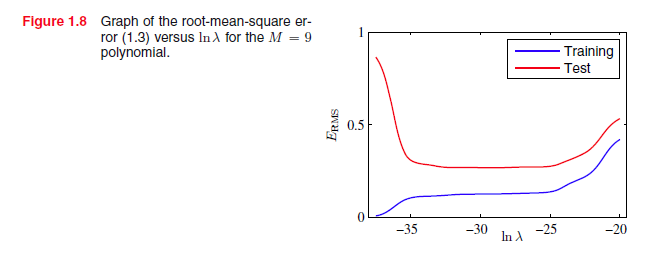 Figure 1.8 Graph of the root-mean-square er-
ror (1.3) versus ln λ for the M = 9
polynomial.
1
Training
Test
E_RMS
0.5
0
−35
−30
ln λ
−25
−20